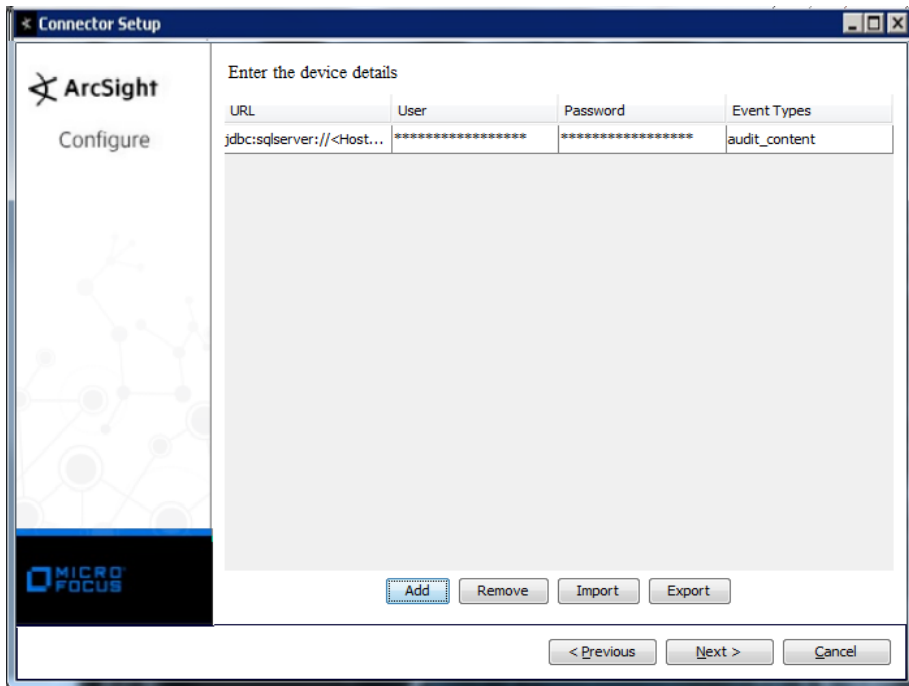 Connector Setup
ArcSight
Configure
Enter the device details
URL User Password Event Types
jdbc:sqlserver://<Host... ***************** ***************** audit_content
MICRO
FOCUS
Add Remove Import Export
< Previous Next > Cancel